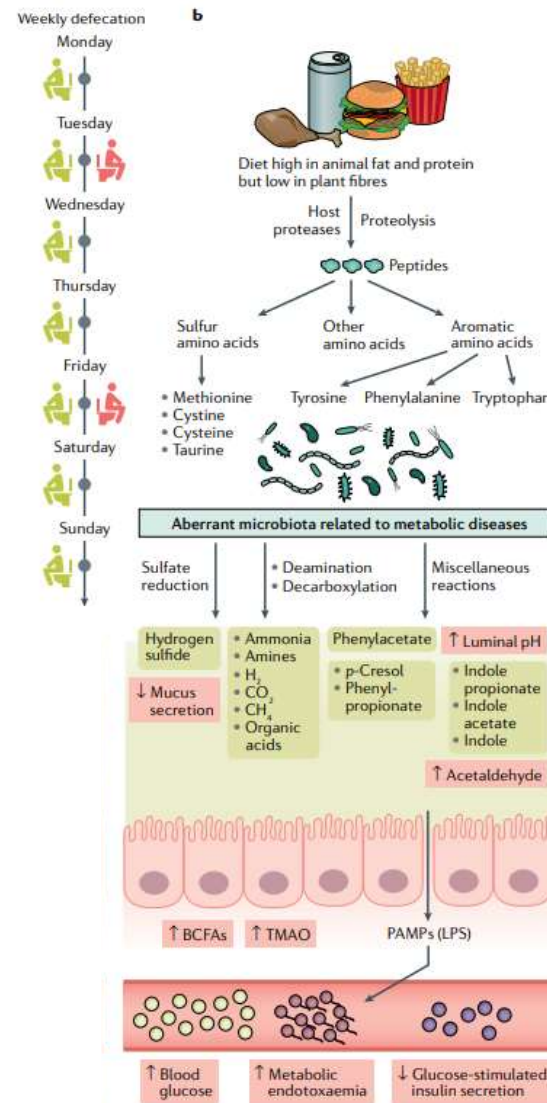 Weekly defecation
Monday
Tuesday
Wednesday
Thursday
Friday
Saturday
Sunday
b
Diet high in animal fat and protein
but low in plant fibres
Host
proteases
Proteolysis
Peptides
Sulfur
amino acids
Other
amino acids
Aromatic
amino acids
• Methionine
• Cystine
• Cysteine
• Taurine
Tyrosine
Phenylalanine
Tryptophan
Aberrant microbiota related to metabolic diseases
Sulfate
reduction
• Deamination
• Decarboxylation
Miscellaneous
reactions
Hydrogen
sulfide
↓ Mucus
secretion
• Ammonia
• Amines
• H₂
• CO₂
• CH₄
• Organic
acids
Phenylacetate
• p-Cresol
• Phenyl-
propionate
↑ Luminal pH
• Indole
propionate
• Indole
acetate
• Indole
↑ Acetaldehyde
↑ BCFAs
↑ TMAO
PAMPs (LPS)
↑ Blood
glucose
↑ Metabolic
endotoxaemia
↓ Glucose-stimulated
insulin secretion